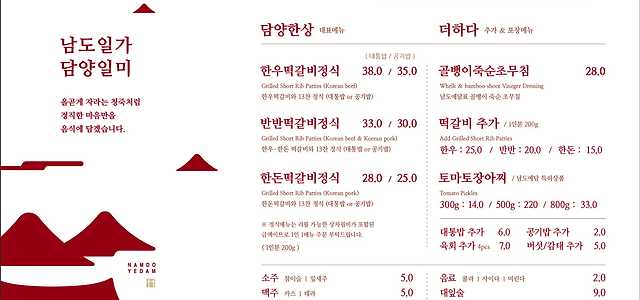 남도일가
담양일미
올곧게 자라는 청죽처럼
정직한 마음만을
음식에 담겠습니다.
NAMDO
YEDAM
담양한상 대표메뉴
( 대통밥 / 공기밥 )
한우떡갈비정식 38.0 / 35.0
Grilled Short Rib Patties (Korean beef)
한우떡갈비와 13찬 정식 (대통밥 or 공기밥)
반반떡갈비정식 33.0 / 30.0
Grilled Short Rib Patties (Korean beef & Korean pork)
한우·한돈 떡갈비와 13찬 정식 (대통밥 or 공기밥)
한돈떡갈비정식 28.0 / 25.0
Grilled Short Rib Patties (Korean pork)
한돈떡갈비와 13찬 정식 (대통밥 or 공기밥)
※ 정식메뉴는 리필 가능한 상차림비가 포함된
금액이므로 1인 1메뉴 주문 부탁드립니다.
( 1인분 200g )
소주 참이슬 | 잎새주 5.0
맥주 카스 | 테라 5.0
더하다 추가 & 포장메뉴
골뱅이죽순초무침 28.0
Whelk & bamboo shoot Vineger Dressing
남도예담표 골뱅이 죽순 초무침
떡갈비 추가 / 1인분 200g
Add Grilled Short Rib Patties
한우 : 25,0 / 반반 : 20,0 / 한돈 : 15,0
토마토장아찌 / 남도예담 특허상품
Tomato Pickles
300g : 14.0 / 500g : 220 / 800g : 33.0
대통밥 추가 6.0 공기밥 추가 2,0
육회 추가 4pcs 7,0 버섯/잡채 추가 5,0
음료 콜라 | 사이다 | 미린다 2,0
대잎술 9,0